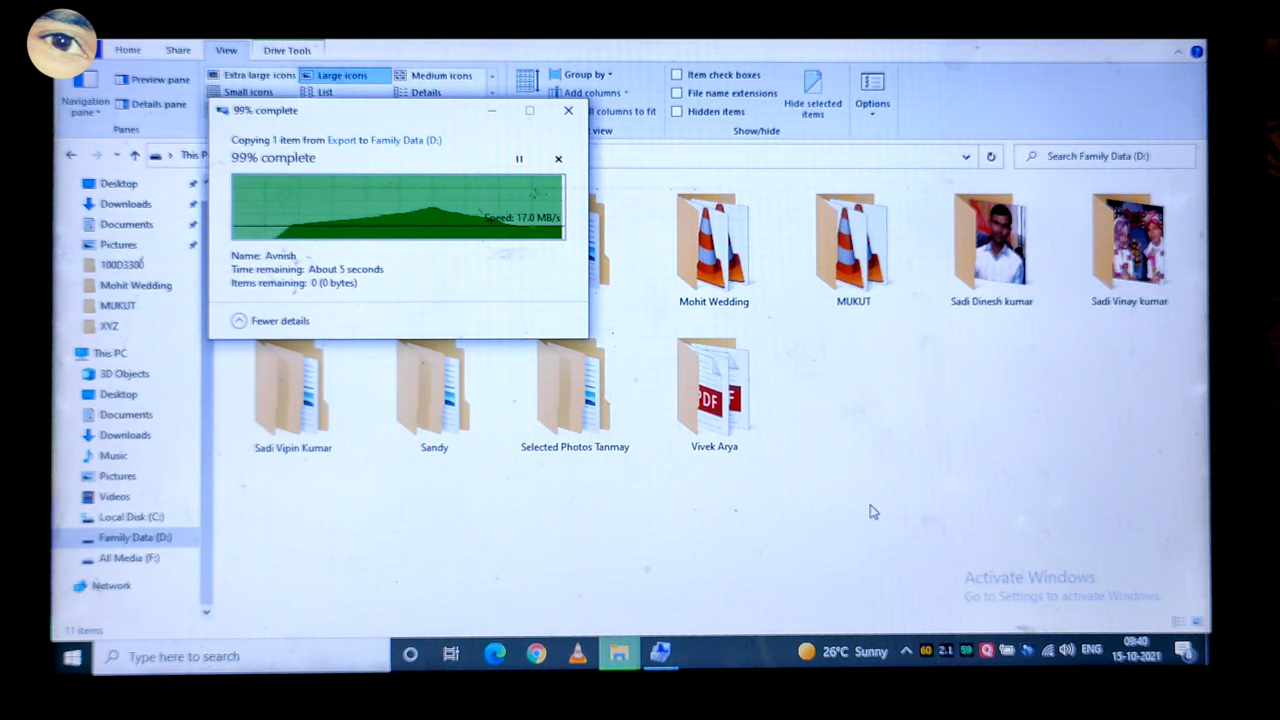 Home Share View Drive Tools
Preview pane
Details pane
Navigation pane
Panes
Extra large icons Large icons Medium icons
Small icons List Details
Group by
Add columns
ll columns to fit
view
Item check boxes
File name extensions
Hidden items
Hide selected items
Show/hide
Options
99% complete
Copying 1 item from Export to Family Data (D:)
99% complete
Speed: 17.0 MB/s
Name: Avnish
Time remaining: About 5 seconds
Items remaining: 0 (0 bytes)
Fewer details
This P
Search Family Data (D:)
Desktop
Downloads
Documents
Pictures
100D3300
Mohit Wedding
MUKUT
XYZ
This PC
3D Objects
Desktop
Documents
Downloads
Music
Pictures
Videos
Local Disk (C:)
Family Data (D:)
All Media (F:)
Network
11 items
Mohit Wedding MUKUT Sadi Dinesh kumar Sadi Vinay kumar
Sadi Vipin Kumar Sandy Selected Photos Tanmay Vivek Arya
PDF
Activate Windows
Go to Settings to activate Windows.
Type here to search
26°C Sunny
60 2.1 59
ENG
09:40
15-10-2021
8